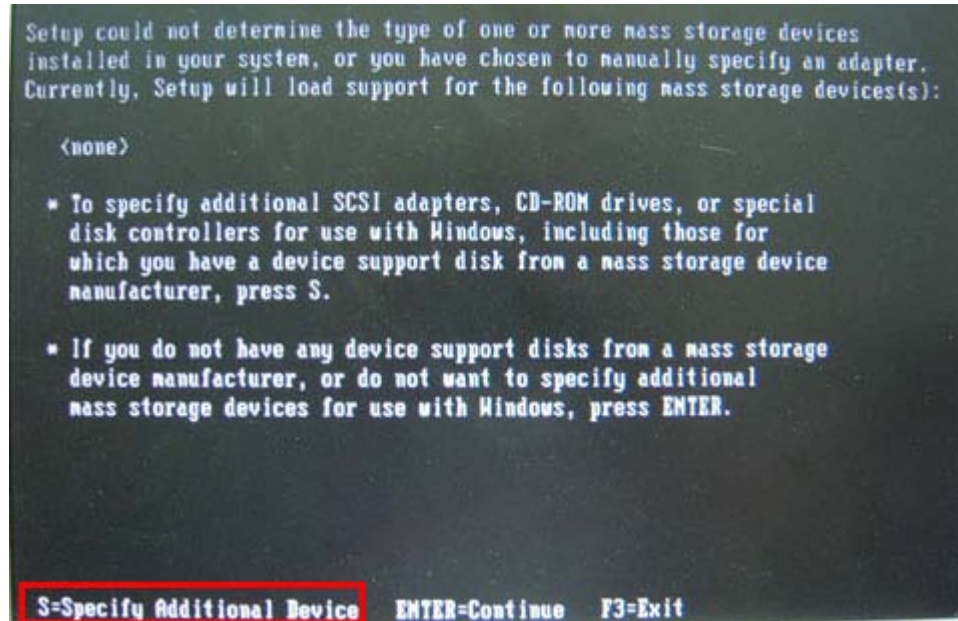 Setup could not determine the type of one or more mass storage devices
installed in your system, or you have chosen to manually specify an adapter.
Currently, Setup will load support for the following mass storage devices(s):
<none>
* To specify additional SCSI adapters, CD-ROM drives, or special
disk controllers for use with Windows, including those for
which you have a device support disk from a mass storage device
manufacturer, press S.
* If you do not have any device support disks from a mass storage
device manufacturer, or do not want to specify additional
mass storage devices for use with Windows, press ENTER.
S=Specify Additional Device ENTER=Continue F3=Exit